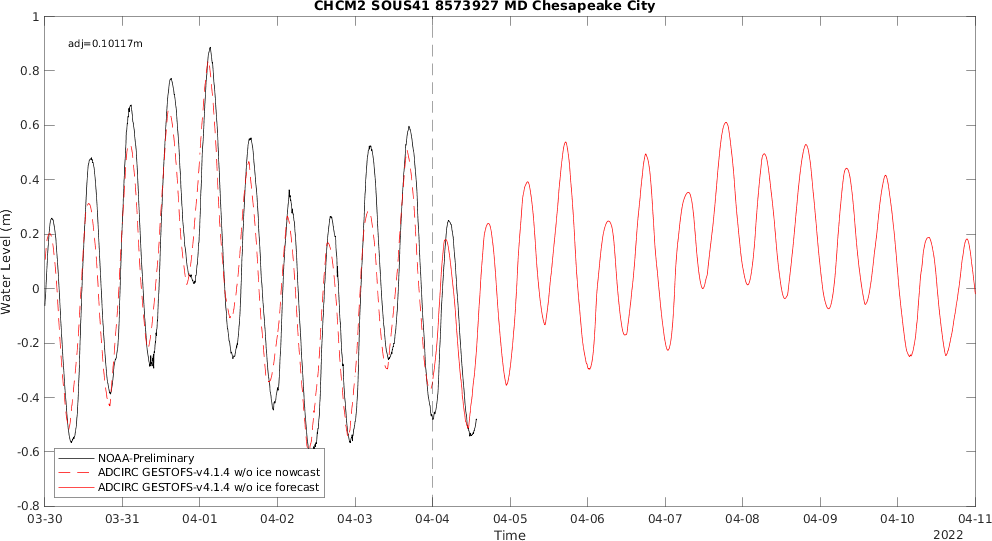 CHCM2 SOUS41 8573927 MD Chesapeake City
adj=0.10117m
Water Level (m)
1
0.8
0.6
0.4
0.2
0
-0.2
-0.4
-0.6
-0.8
NOAA-Preliminary
ADCIRC GESTOFS-v4.1.4 w/o ice nowcast
ADCIRC GESTOFS-v4.1.4 w/o ice forecast
03-30 03-31 04-01 04-02 04-03 04-04 04-05 04-06 04-07 04-08 04-09 04-10 04-11
Time
2022